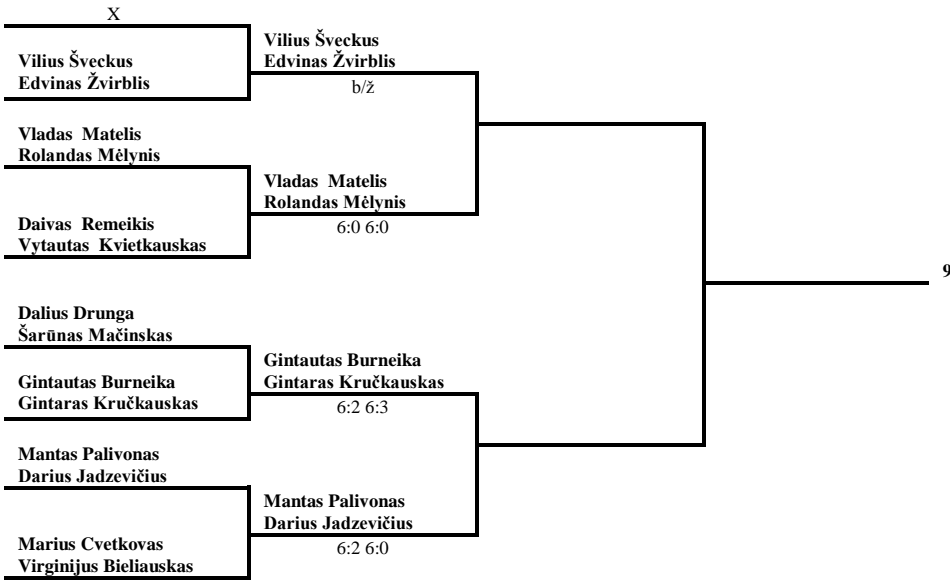 X
Vilius Šveckus
Edvinas Žvirblis
Vilius Šveckus
Edvinas Žvirblis
b/ž
Vladas Matelis
Rolandas Mėlynis
Vladas Matelis
Rolandas Mėlynis
6:0 6:0
Daivas Remeikis
Vytautas Kvietkauskas
9
Dalius Drunga
Šarūnas Mačinskas
Gintautas Burneika
Gintaras Kručkauskas
6:2 6:3
Gintautas Burneika
Gintaras Kručkauskas
Mantas Palivonas
Darius Jadzevičius
Mantas Palivonas
Darius Jadzevičius
6:2 6:0
Marius Cvetkovas
Virginijus Bieliauskas